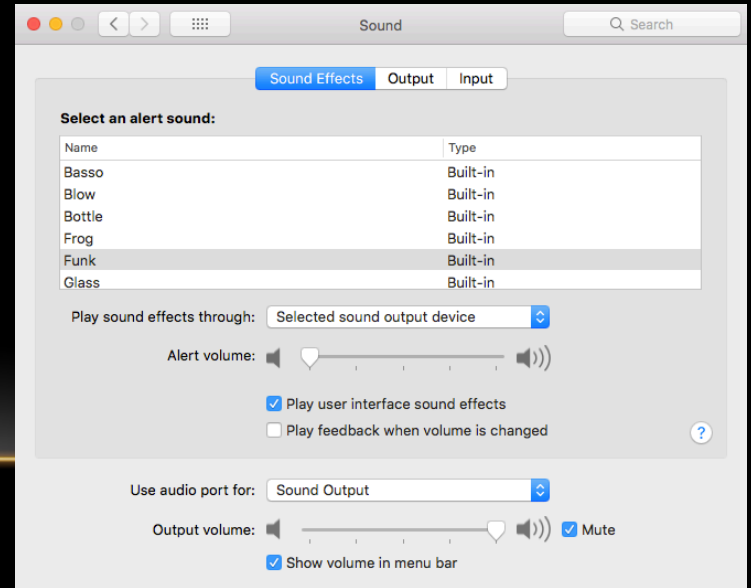 Sound
Search
Sound Effects Output Input
Select an alert sound:
Name Type
Basso Built-in
Blow Built-in
Bottle Built-in
Frog Built-in
Funk Built-in
Glass Built-in
Play sound effects through: Selected sound output device
Alert volume:
Play user interface sound effects
Play feedback when volume is changed
?
Use audio port for: Sound Output
Output volume: Mute
Show volume in menu bar